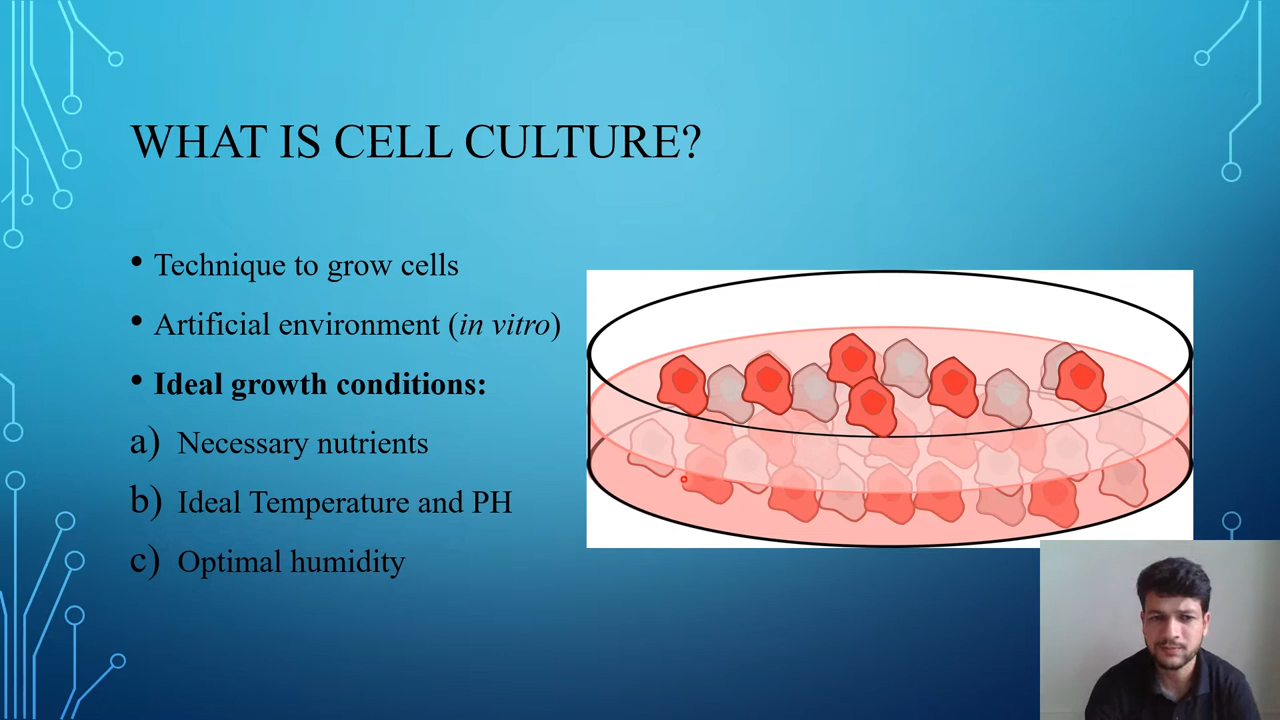 WHAT IS CELL CULTURE?
• Technique to grow cells
• Artificial environment (in vitro)
• Ideal growth conditions:
a) Necessary nutrients
b) Ideal Temperature and PH
c) Optimal humidity